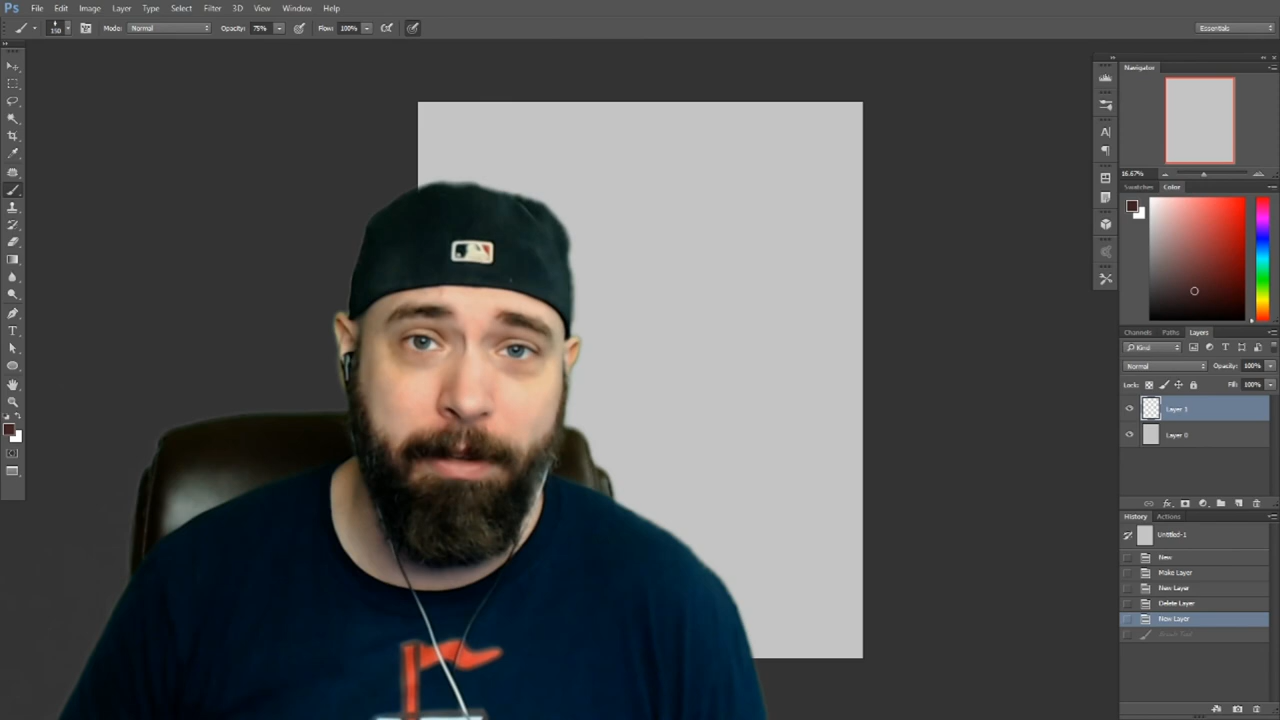 Ps File Edit Image Layer Type Select Filter 3D View Window Help
150 Mode: Normal Opacity: 75% Flow: 100% Essentials
Navigator
16.67%
Swatches Color
Channels Paths Layers
Kind
Normal Opacity: 100%
Lock: Fill: 100%
Layer 1
Layer 0
fx
History Actions
Untitled-1
New
Make Layer
New Layer
Delete Layer
New Layer